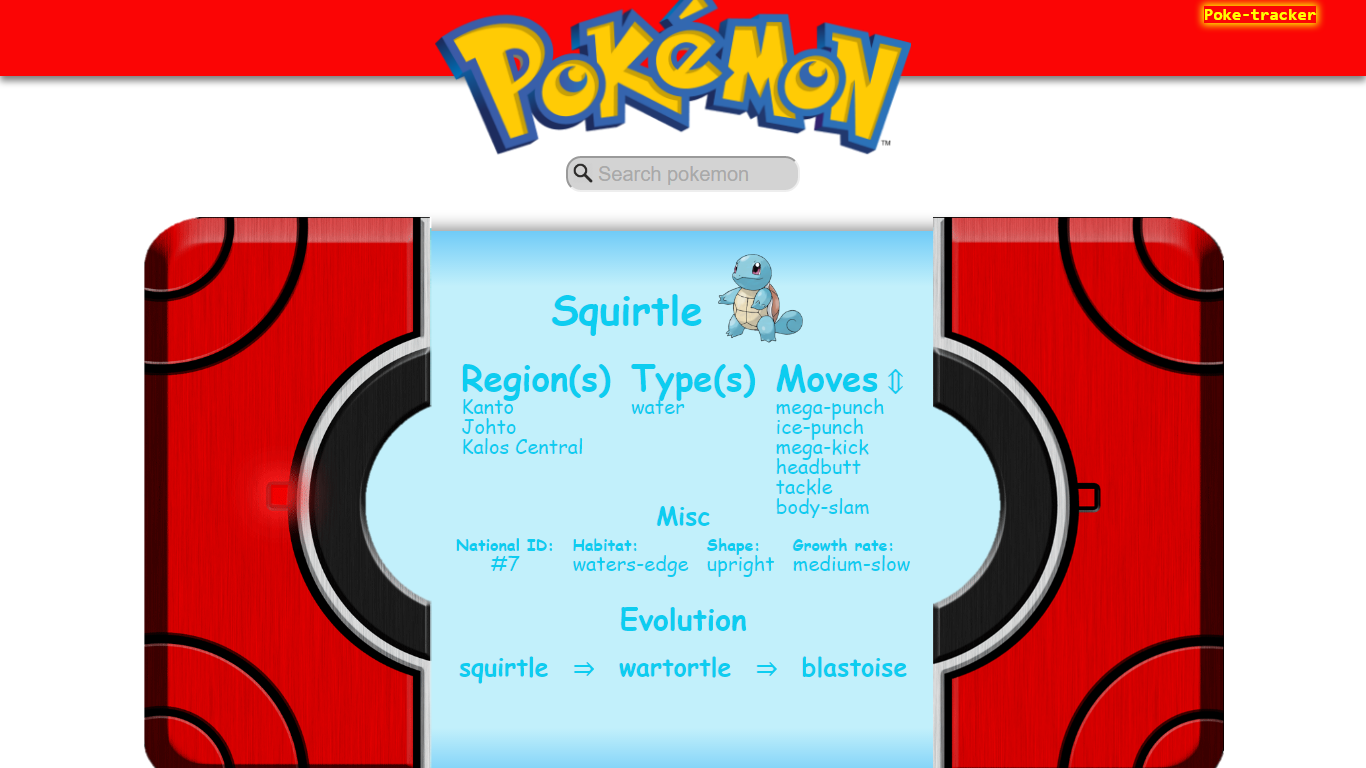 Poke-tracker
POKéMON
™
Search pokemon
Squirtle
Region(s)
Kanto
Johto
Kalos Central
Type(s)
water
Moves ⇕
mega-punch
ice-punch
mega-kick
headbutt
tackle
body-slam
Misc
National ID:
#7
Habitat:
waters-edge
Shape:
upright
Growth rate:
medium-slow
Evolution
squirtle ⇒ wartortle ⇒ blastoise